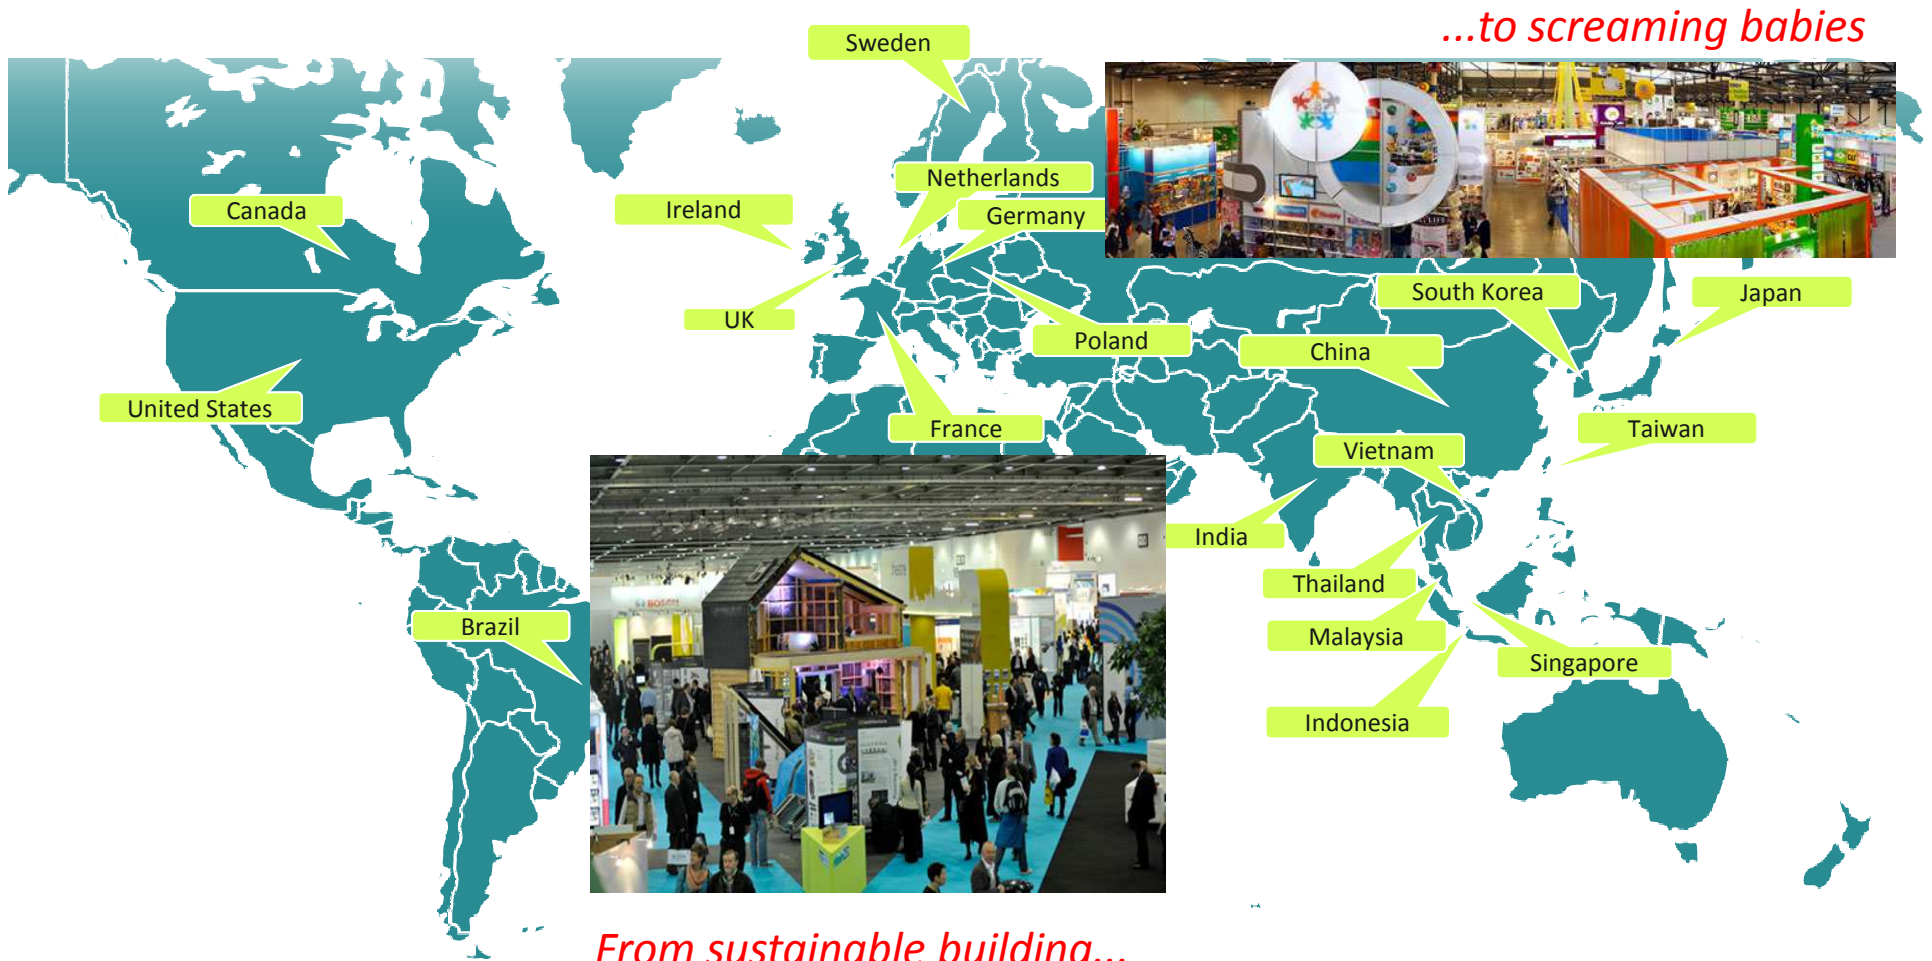 ...to screaming babies
Sweden
Netherlands
Canada
Ireland
Germany
South Korea
Japan
UK
Poland
China
United States
France
Taiwan
Vietnam
India
BOSCH
Thailand
Brazil
Malaysia
Singapore
Indonesia
From sustainable building...